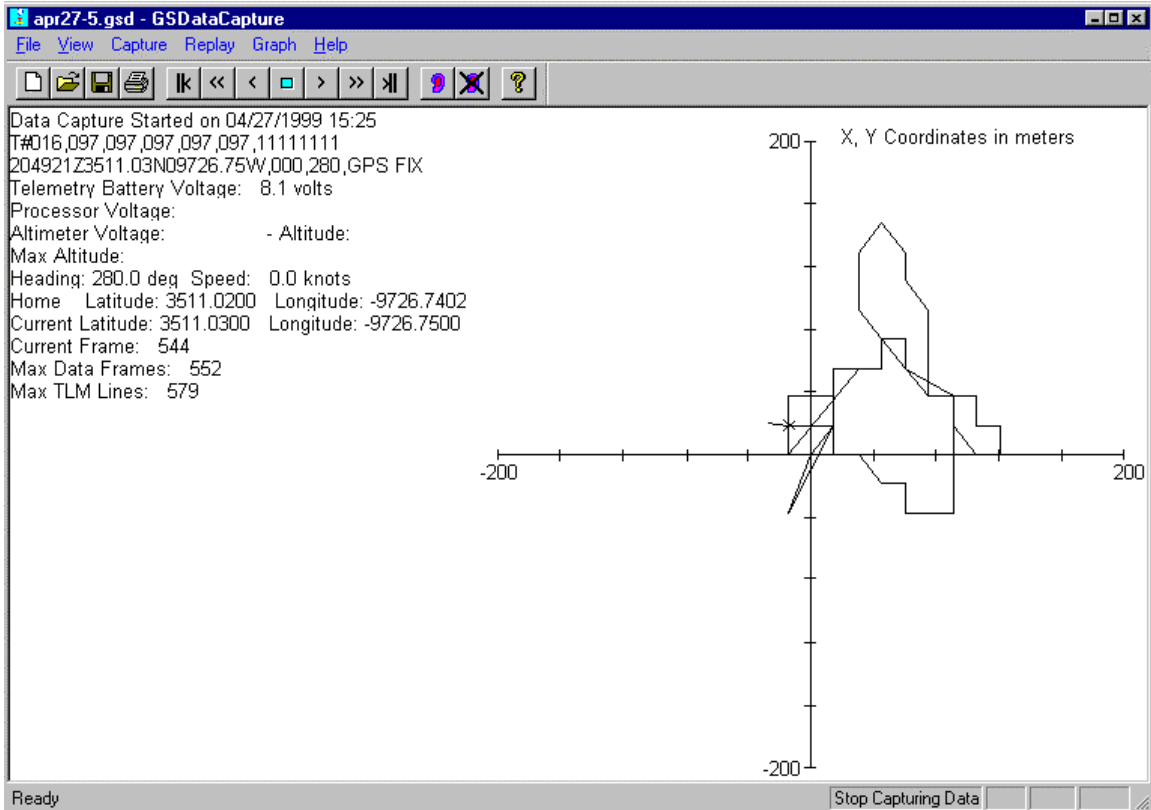 apr27-5.gsd - GSDataCapture
File View Capture Replay Graph Help
Data Capture Started on 04/27/1999 15:25
T#016,097,097,097,097,097,11111111
204921Z3511.03N09726.75W,000,280,GPS FIX
Telemetry Battery Voltage: 8.1 volts
Processor Voltage:
Altimeter Voltage: - Altitude:
Max Altitude:
Heading: 280.0 deg Speed: 0.0 knots
Home Latitude: 3511.0200 Longitude: -9726.7402
Current Latitude: 3511.0300 Longitude: -9726.7500
Current Frame: 544
Max Data Frames: 552
Max TLM Lines: 579
200 X, Y Coordinates in meters
-200 200
-200
Ready Stop Capturing Data